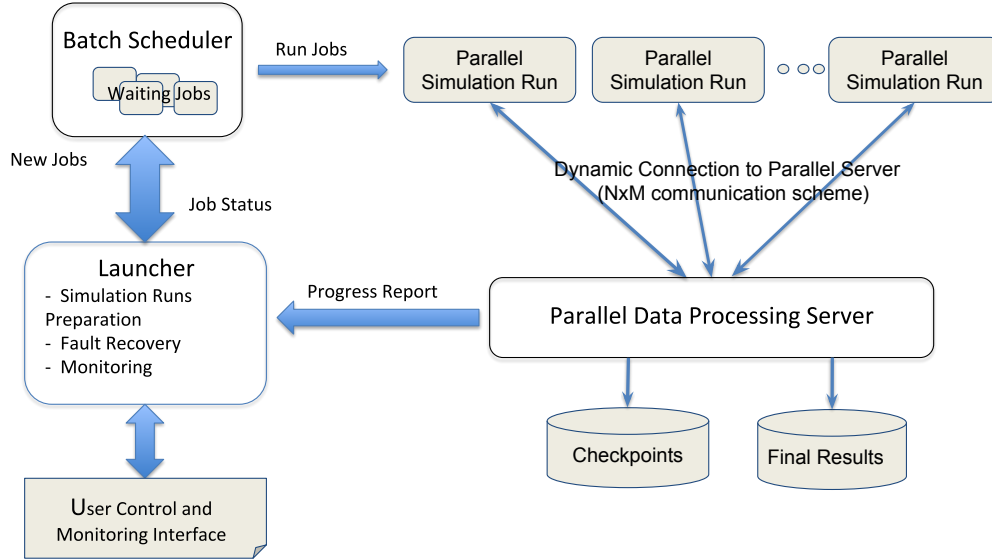 Batch Scheduler
Waiting Jobs
Run Jobs
Parallel
Simulation Run
Parallel
Simulation Run
Parallel
Simulation Run
New Jobs
Job Status
Dynamic Connection to Parallel Server
(NxM communication scheme)
Launcher
- Simulation Runs
Preparation
- Fault Recovery
- Monitoring
Progress Report
Parallel Data Processing Server
Checkpoints
Final Results
User Control and
Monitoring Interface